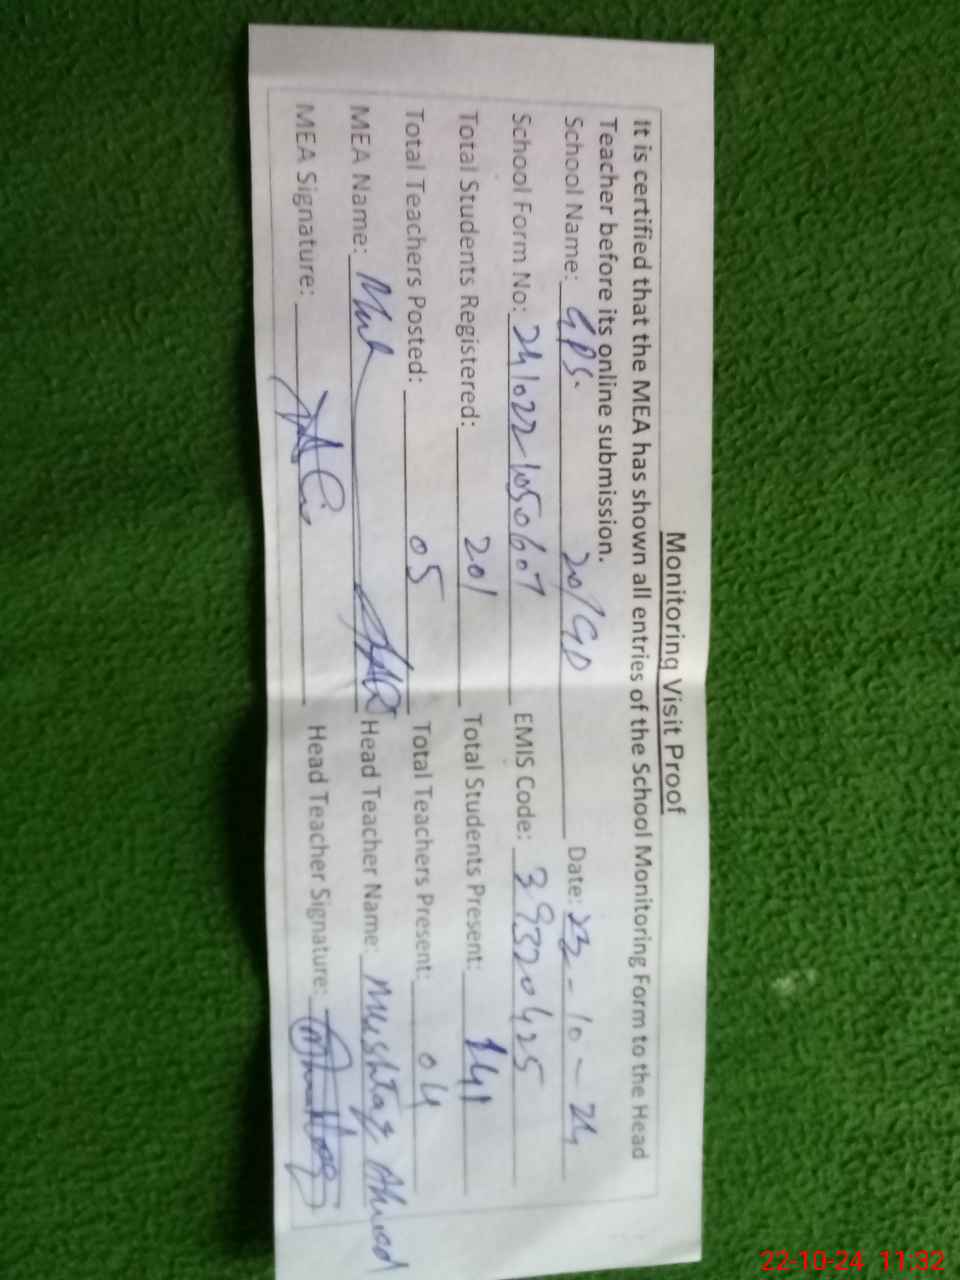 Monitoring Visit Proof
It is certified that the MEA has shown all entries of the School Monitoring Form to the Head
Teacher before its online submission.
School Name: GPS. 20/GD Date: 23-10-24
School Form No: EMIS Code: 39320425
Total Students Registered: 201 Total Students Present: 141
Total Teachers Posted: 05 Total Teachers Present: 04
MEA Name: Head Teacher Name: Mushtaq Ahmed
MEA Signature: Head Teacher Signature:
22-10-24 11:32